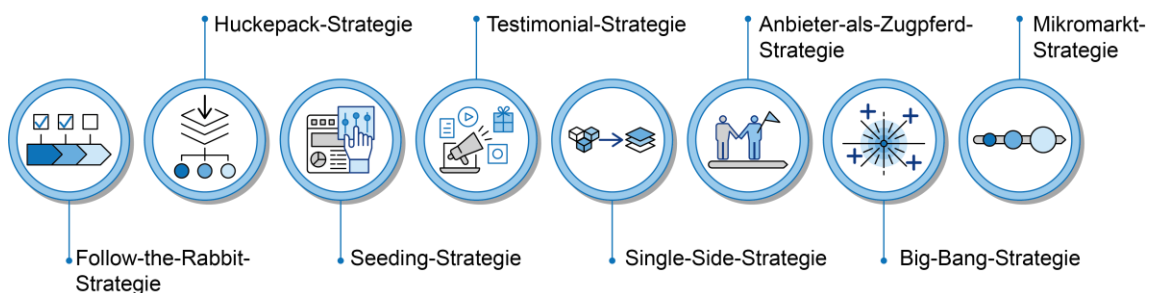 Huckepack-Strategie
Testimonial-Strategie
Anbieter-als-Zugpferd-
Strategie
Mikromarkt-
Strategie
Follow-the-Rabbit-
Strategie
Seeding-Strategie
Single-Side-Strategie
Big-Bang-Strategie